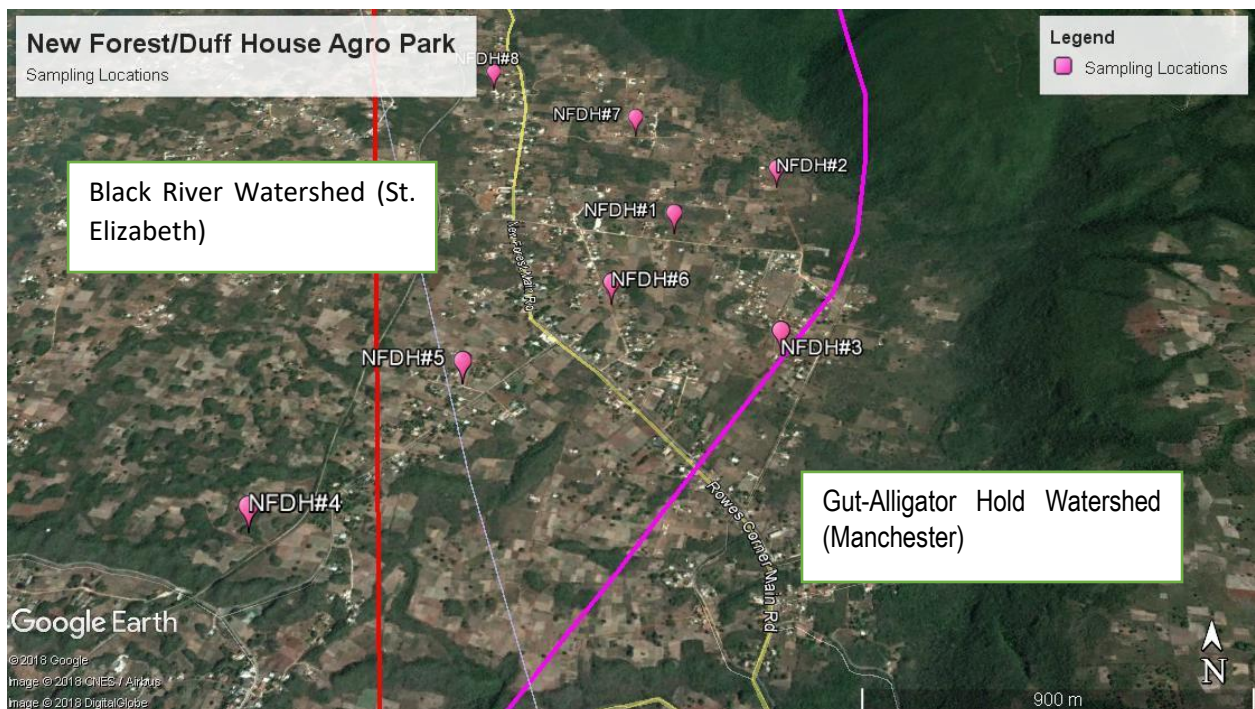 New Forest/Duff House Agro Park
Sampling Locations
Legend
Sampling Locations
NFDH#8
NFDH#7
NFDH#2
Black River Watershed (St.
Elizabeth)
NFDH#1
New Forest Main Rd
NFDH#6
NFDH#5
NFDH#3
NFDH#4
Rowes Corner Main Rd
Gut-Alligator Hold Watershed
(Manchester)
Google Earth
© 2018 Google
Image © 2018 CNES / Airbus
Image © 2018 DigitalGlobe
N
900 m